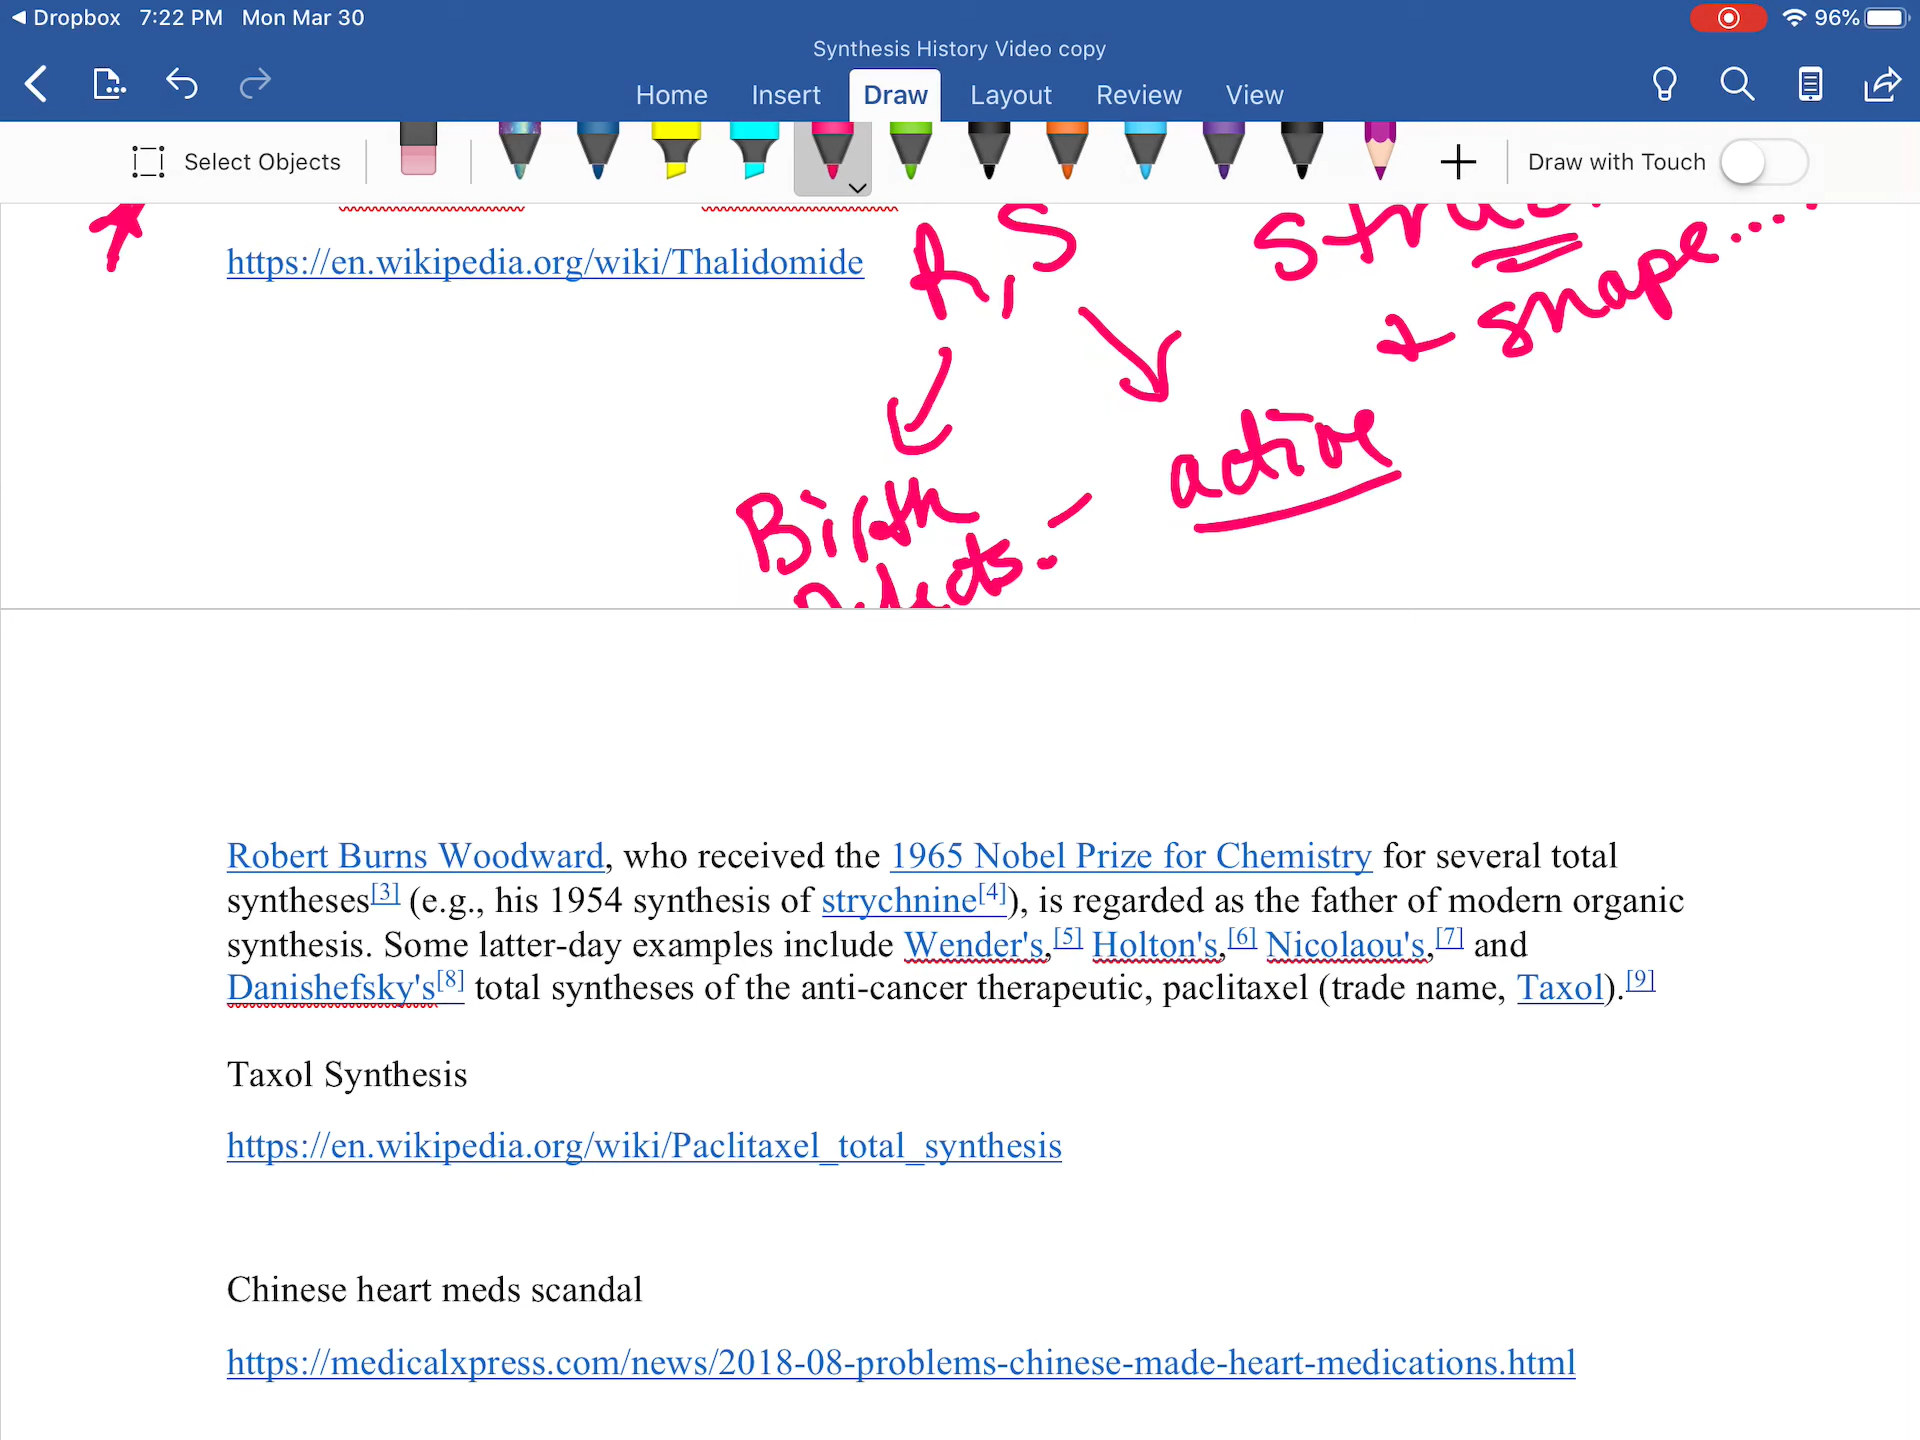 Dropbox 7:22 PM Mon Mar 30
96%
Synthesis History Video copy
Home Insert Draw Layout Review View
Select Objects
Draw with Touch
R,S
https://en.wikipedia.org/wiki/Thalidomide
+ shape...
active
Birth
Defects.
Robert Burns Woodward, who received the 1965 Nobel Prize for Chemistry for several total
syntheses[3] (e.g., his 1954 synthesis of strychnine[4]), is regarded as the father of modern organic
synthesis. Some latter-day examples include Wender's,[5] Holton's,[6] Nicolaou's,[7] and
Danishefsky's[8] total syntheses of the anti-cancer therapeutic, paclitaxel (trade name, Taxol).[9]
Taxol Synthesis
https://en.wikipedia.org/wiki/Paclitaxel_total_synthesis
Chinese heart meds scandal
https://medicalxpress.com/news/2018-08-problems-chinese-made-heart-medications.html